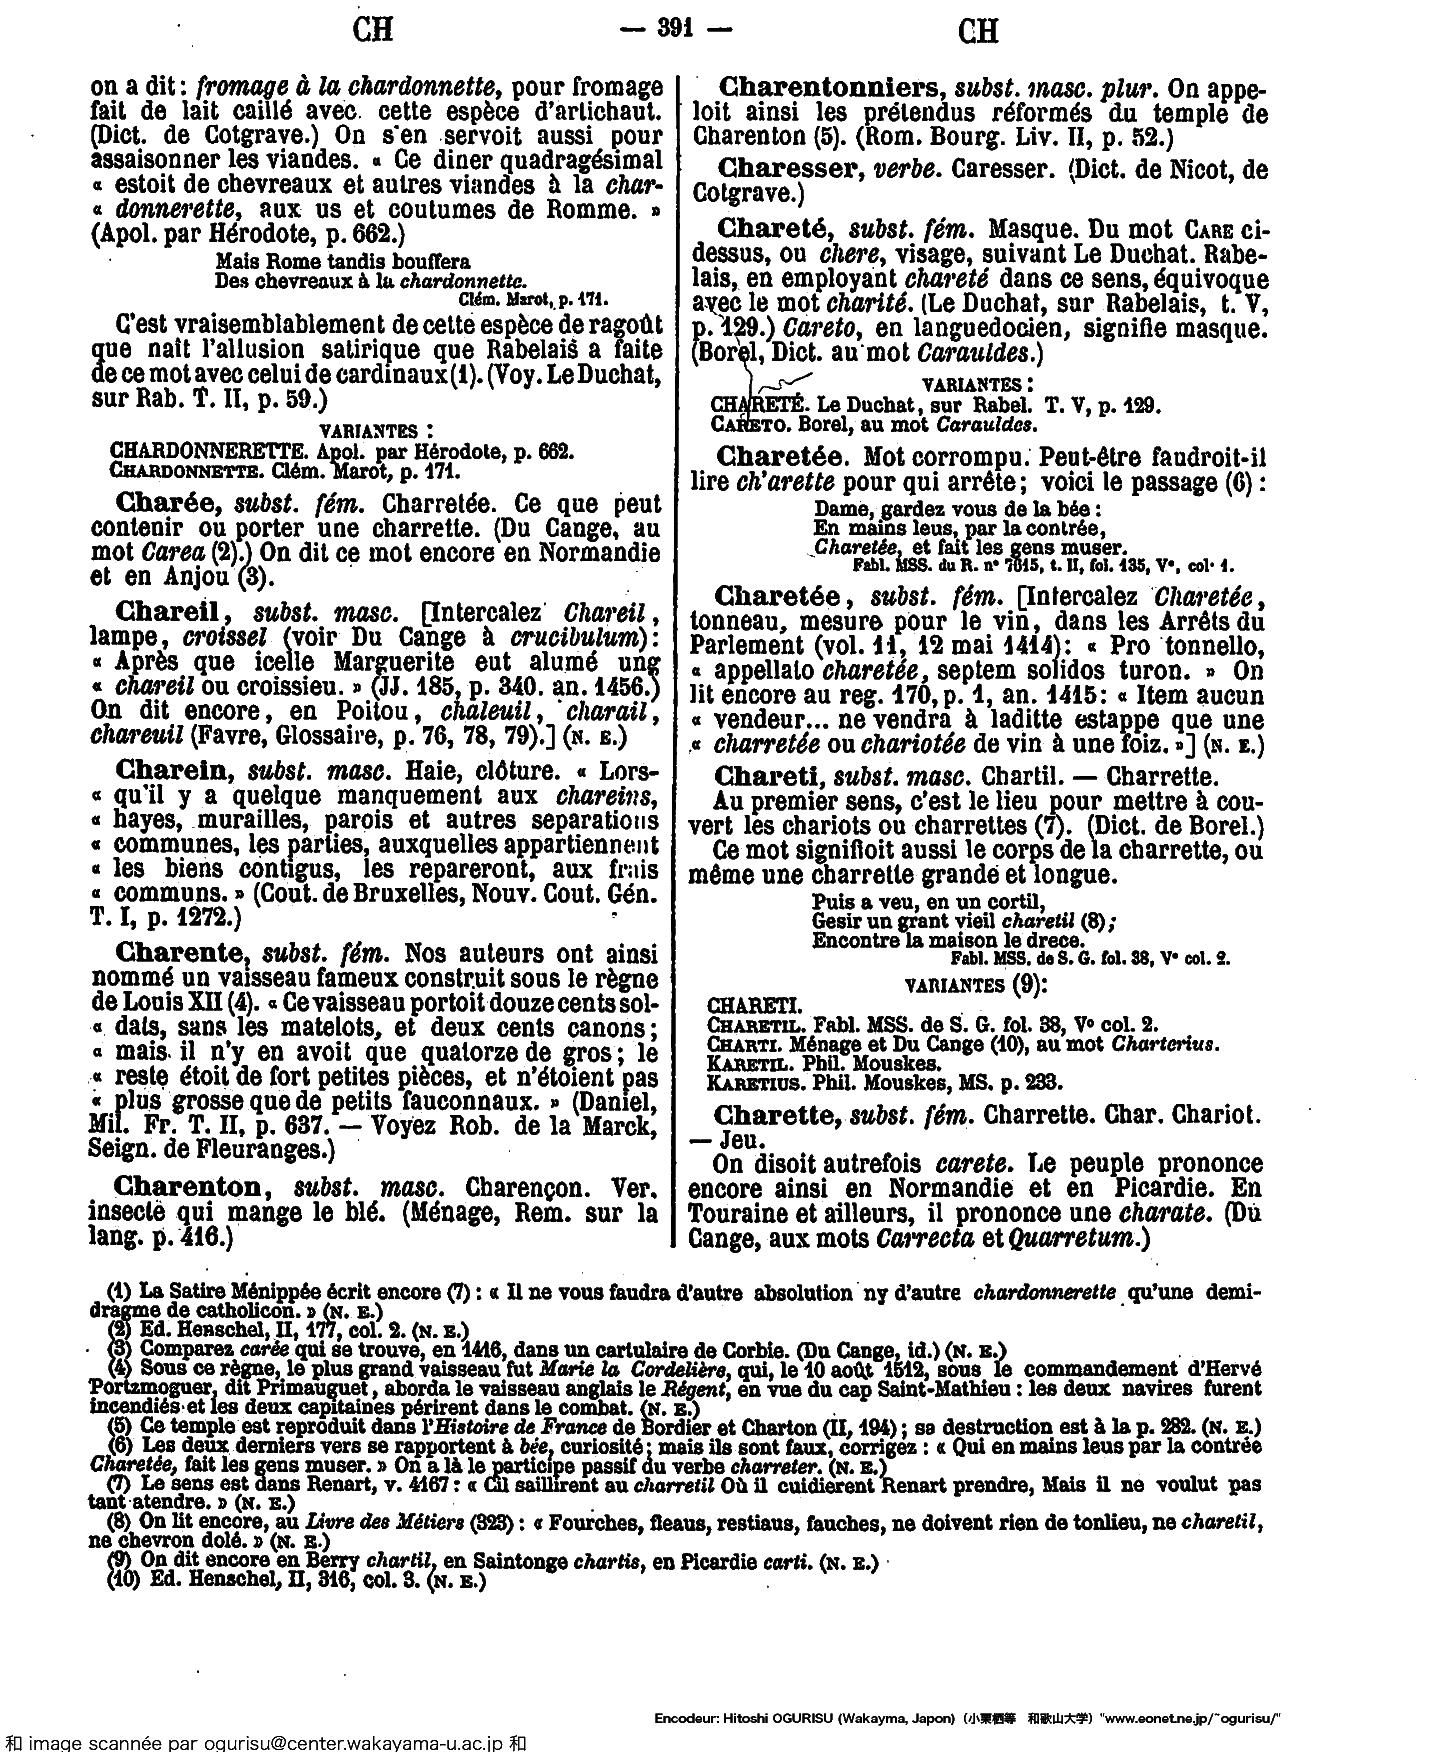 CH — 391 — CH
on a dit : fromage à la chardonnette, pour fromage
fait de lait caillé avec cette espèce d'artichaut.
(Dict. de Cotgrave.) On s'en servoit aussi pour
assaisonner les viandes. « Ce diner quadragésimal
« estoit de chevreaux et autres viandes à la char-
« donnerette, aux us et coutumes de Romme. »
(Apol. par Hérodote, p. 662.)
Mais Rome tandis bouffera
Des chevreaux à la chardonnette.
Clém. Marot, p. 171.
C'est vraisemblablement de cette espèce de ragoût
que nait l'allusion satirique que Rabelais a faite
de ce mot avec celui de cardinaux (1). (Voy. Le Duchat,
sur Rab. T. II, p. 59.)
VARIANTES :
CHARDONNERETTE. Apol. par Hérodote, p. 662.
CHARDONNETTE. Clém. Marot, p. 171.
Charée, subst. fém. Charretée. Ce que peut
contenir ou porter une charrette. (Du Cange, au
mot Carea (2).) On dit ce mot encore en Normandie
et en Anjou (3).
Chareil, subst. masc. [Intercalez Chareil,
lampe, croissel (voir Du Cange à crucibulum) :
« Après que icelle Marguerite eut alumé ung
« chareil ou croissieu. » (JJ. 185, p. 340. an. 1456.)
On dit encore, en Poitou, chaleuil, charail,
chareuil (Favre, Glossaire, p. 76, 78, 79).] (N. E.)
Charein, subst. masc. Haie, clôture. « Lors-
« qu'il y a quelque manquement aux chareins,
« hayes, murailles, parois et autres separations
« communes, les parties, auxquelles appartiennent
« les biens contigus, les repareront, aux frais
« communs. » (Cout. de Bruxelles, Nouv. Cout. Gén.
T. I, p. 1272.)
Charente, subst. fém. Nos auteurs ont ainsi
nommé un vaisseau fameux construit sous le règne
de Louis XII (4). « Ce vaisseau portoit douze cents sol-
« dats, sans les matelots, et deux cents canons ;
« mais il n'y en avoit que quatorze de gros ; le
« reste étoit de fort petites pièces, et n'étoient pas
« plus grosse que de petits fauconnaux. » (Daniel,
Mil. Fr. T. II, p. 637. — Voyez Rob. de la Marck,
Seign. de Fleuranges.)
Charenton, subst. masc. Charençon. Ver,
insecte qui mange le blé. (Ménage, Rem. sur la
lang. p. 416.)
Charentonniers, subst. masc. plur. On appe-
loit ainsi les prétendus réformés du temple de
Charenton (5). (Rom. Bourg. Liv. II, p. 52.)
Charesser, verbe. Caresser. (Dict. de Nicot, de
Cotgrave.)
Chareté, subst. fém. Masque. Du mot CARE ci-
dessus, ou chere, visage, suivant Le Duchat. Rabe-
lais, en employant chareté dans ce sens, équivoque
avec le mot charité. (Le Duchat, sur Rabelais, t. V,
p. 129.) Careto, en languedocien, signifie masque.
(Borel, Dict. au mot Carauldes.)
VARIANTES :
CHARETÉ. Le Duchat, sur Rabel. T. V, p. 129.
CARETO. Borel, au mot Carauldes.
Charetée. Mot corrompu. Peut-être faudroit-il
lire ch'arette pour qui arrête ; voici le passage (6) :
Dame, gardez vous de la bée :
En mains leus, par la contrée,
Charetée, et fait les gens muser.
Fabl. MSS. du R. n° 7615, t. II, fol. 135, V°, col. 1.
Charetée, subst. fém. [Intercalez Charetée,
tonneau, mesure pour le vin, dans les Arrêts du
Parlement (vol. 11, 12 mai 1414) : « Pro tonnello,
« appellato charetée, septem solidos turon. » On
lit encore au reg. 170, p. 1, an. 1415 : « Item aucun
« vendeur... ne vendra à laditte estappe que une
« charretée ou chariotée de vin à une foiz. »] (N. E.)
Chareti, subst. masc. Chartil. — Charrette.
Au premier sens, c'est le lieu pour mettre à cou-
vert les chariots ou charrettes (7). (Dict. de Borel.)
Ce mot signifioit aussi le corps de la charrette, ou
même une charrette grande et longue.
Puis a veu, en un cortil,
Gesir un grant vieil charetil (8) ;
Encontre la maison le drece.
Fabl. MSS. de S. G. fol. 38, V° col. 2.
VARIANTES (9) :
CHARETI.
CHARETIL. Fabl. MSS. de S. G. fol. 38, V° col. 2.
CHARTI. Ménage et Du Cange (10), au mot Charterius.
KARETIL. Phil. Mouskes.
KARETIUS. Phil. Mouskes, MS. p. 233.
Charette, subst. fém. Charrette. Char. Chariot.
— Jeu.
On disoit autrefois carete. Le peuple prononce
encore ainsi en Normandie et en Picardie. En
Touraine et ailleurs, il prononce une charate. (Du
Cange, aux mots Carrecta et Quarretum.)
(1) La Satire Ménippée écrit encore (7) : « Il ne vous faudra d'autre absolution ny d'autre chardonnerette qu'une demi-
dragme de catholicon. » (N. E.)
(2) Ed. Henschel, II, 177, col. 2. (N. E.)
(3) Comparez carée qui se trouve, en 1416, dans un cartulaire de Corbie. (Du Cange, id.) (N. E.)
(4) Sous ce règne, le plus grand vaisseau fut Marie la Cordelière, qui, le 10 août 1512, sous le commandement d'Hervé
Portzmoguer, dit Primauguet, aborda le vaisseau anglais le Régent, en vue du cap Saint-Mathieu : les deux navires furent
incendiés et les deux capitaines périrent dans le combat. (N. E.)
(5) Ce temple est reproduit dans l'Histoire de France de Bordier et Charton (II, 194) ; sa destruction est à la p. 282. (N. E.)
(6) Les deux derniers vers se rapportent à bée, curiosité ; mais ils sont faux, corrigez : « Qui en mains leus par la contrée
Charetée, fait les gens muser. » On a là le participe passif du verbe charreter. (N. E.)
(7) Le sens est dans Renart, v. 4167 : « Cil saillirent au charretil Où il cuidierent Renart prendre, Mais il ne voulut pas
tant atendre. » (N. E.)
(8) On lit encore, au Livre des Métiers (323) : « Fourches, fleaus, restiaus, fauches, ne doivent rien de tonlieu, ne charetil,
ne chevron dolé. » (N. E.)
(9) On dit encore en Berry chartil, en Saintonge chartis, en Picardie carti. (N. E.)
(10) Ed. Henschel, II, 316, col. 3. (N. E.)
Encodeur: Hitoshi OGURISU (Wakayma, Japon) (小栗栖等 和歌山大学) "www.eonet.ne.jp/~ogurisu/"
和 image scannée par ogurisu@center.wakayama-u.ac.jp 和